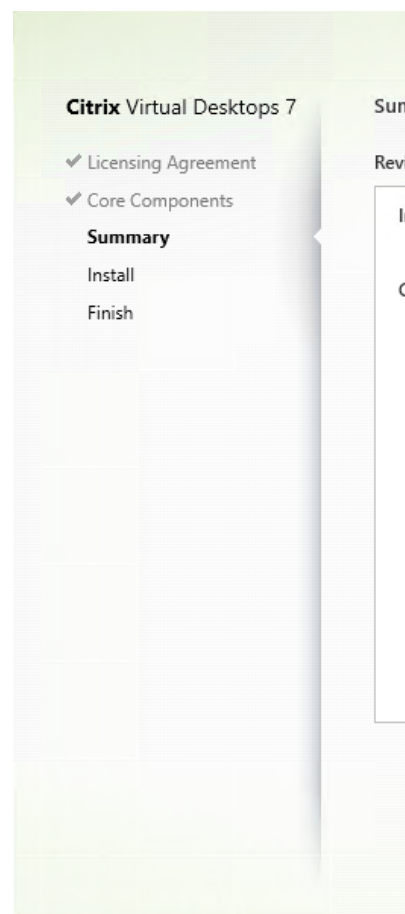 Citrix Virtual Desktops 7
Licensing Agreement
Core Components
Summary
Install
Finish